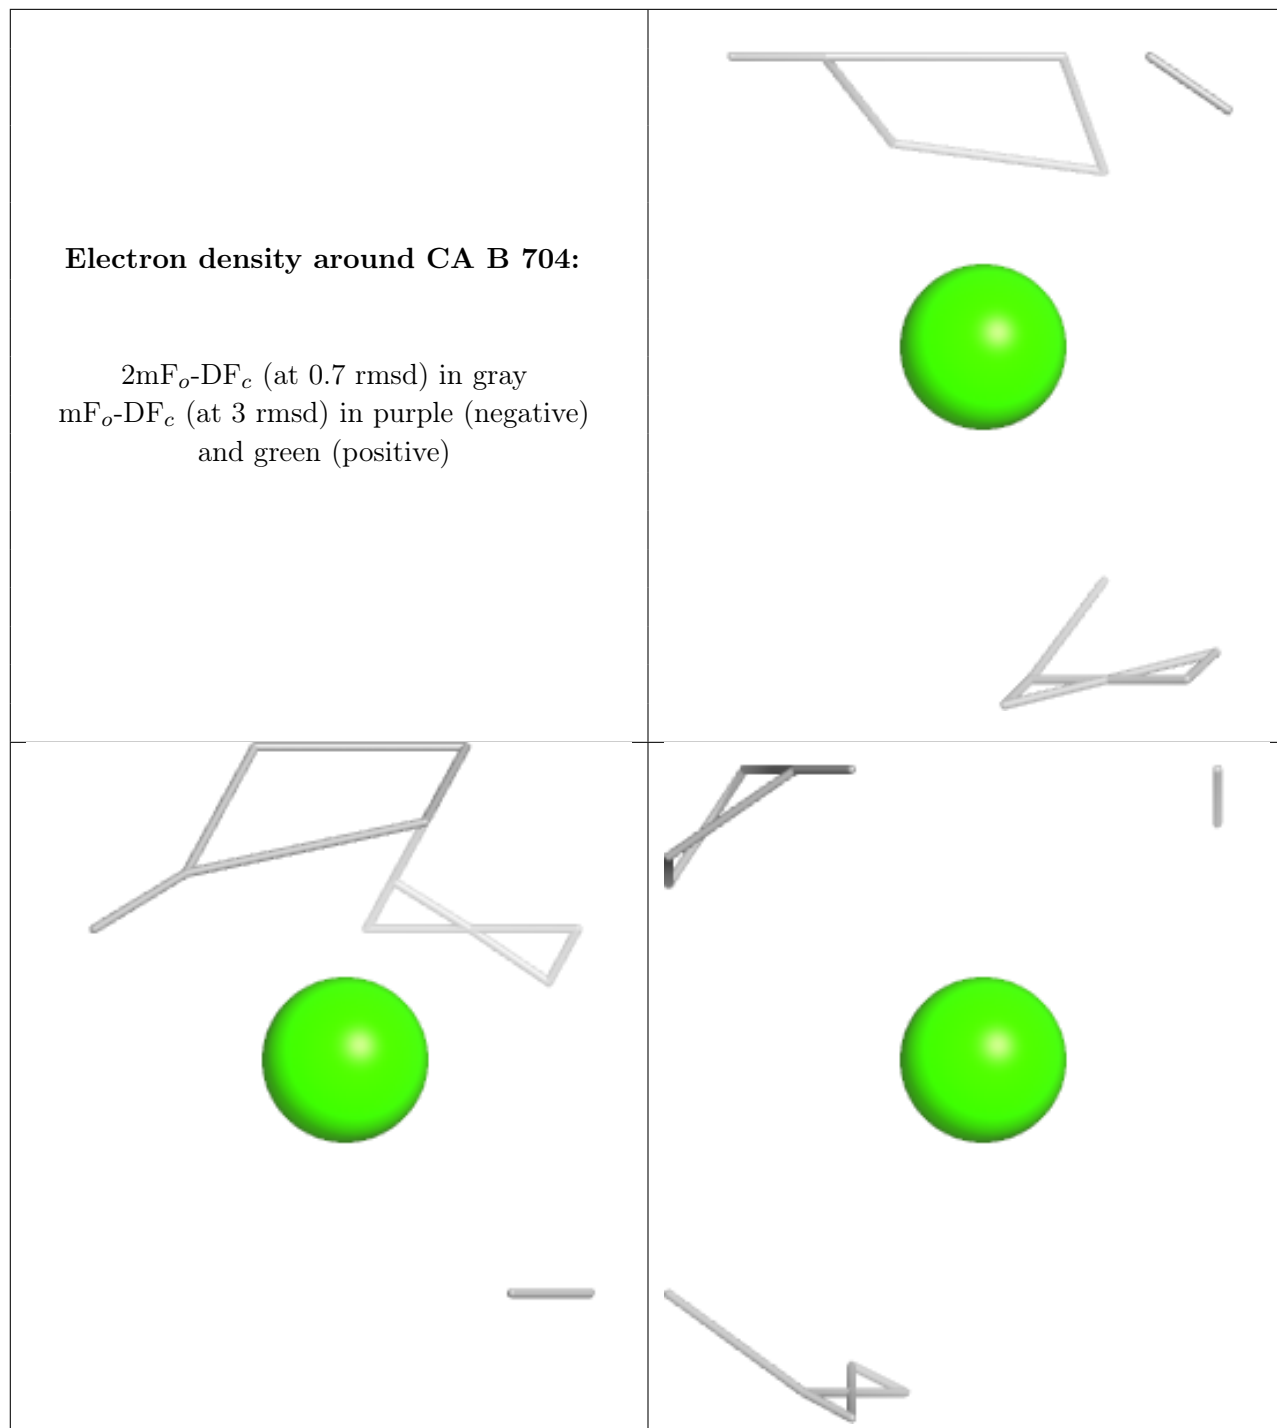 Electron density around CA B 704:
2mFo-DFc (at 0.7 rmsd) in gray
mFo-DFc (at 3 rmsd) in purple (negative)
and green (positive)